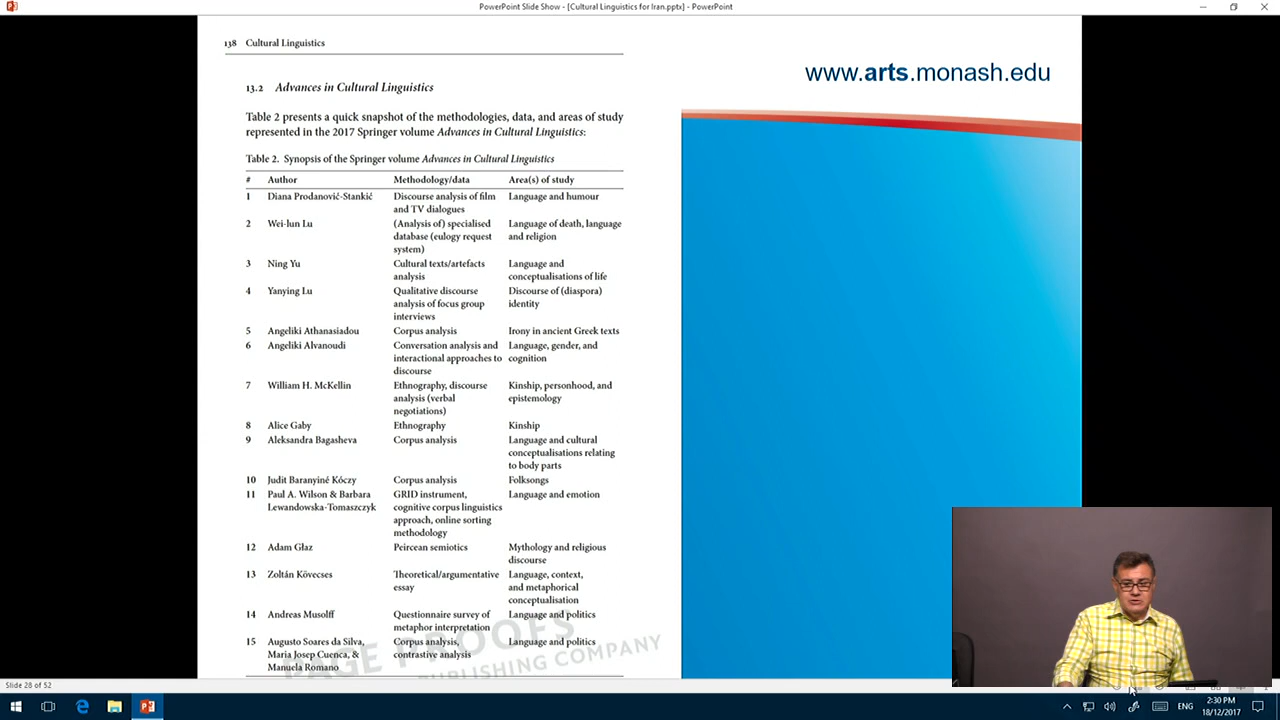 PowerPoint Slide Show - [Cultural Linguistics for Iran.pptx] - PowerPoint
138 Cultural Linguistics
www.arts.monash.edu
13.2 Advances in Cultural Linguistics
Table 2 presents a quick snapshot of the methodologies, data, and areas of study
represented in the 2017 Springer volume Advances in Cultural Linguistics:
Table 2. Synopsis of the Springer volume Advances in Cultural Linguistics
# Author Methodology/data Area(s) of study
1 Diana Prodanović-Stankić Discourse analysis of film Language and humour
and TV dialogues
2 Wei-lun Lu (Analysis of) specialised Language of death, language
database (eulogy request and religion
system)
3 Ning Yu Cultural texts/artefacts Language and
analysis conceptualisations of life
4 Yanying Lu Qualitative discourse Discourse of (diaspora)
analysis of focus group identity
interviews
5 Angeliki Athanasiadou Corpus analysis Irony in ancient Greek texts
6 Angeliki Alvanoudi Conversation analysis and Language, gender, and
interactional approaches to cognition
discourse
7 William H. McKellin Ethnography, discourse Kinship, personhood, and
analysis (verbal epistemology
negotiations)
8 Alice Gaby Ethnography Kinship
9 Aleksandra Bagasheva Corpus analysis Language and cultural
conceptualisations relating
to body parts
10 Judit Baranyiné Kóczy Corpus analysis Folksongs
11 Paul A. Wilson & Barbara GRID instrument, Language and emotion
Lewandowska-Tomaszczyk cognitive corpus linguistics
approach, online sorting
methodology
12 Adam Głaz Peircean semiotics Mythology and religious
discourse
13 Zoltán Kövecses Theoretical/argumentative Language, context,
essay and metaphorical
conceptualisation
14 Andreas Musolff Questionnaire survey of Language and politics
metaphor interpretation
15 Augusto Soares da Silva, Corpus analysis, Language and politics
Maria Josep Cuenca, & contrastive analysis
Manuela Romano
PAGE PROOFS
PUBLISHING COMPANY
Slide 28 of 52
ENG
2:30 PM
18/12/2017